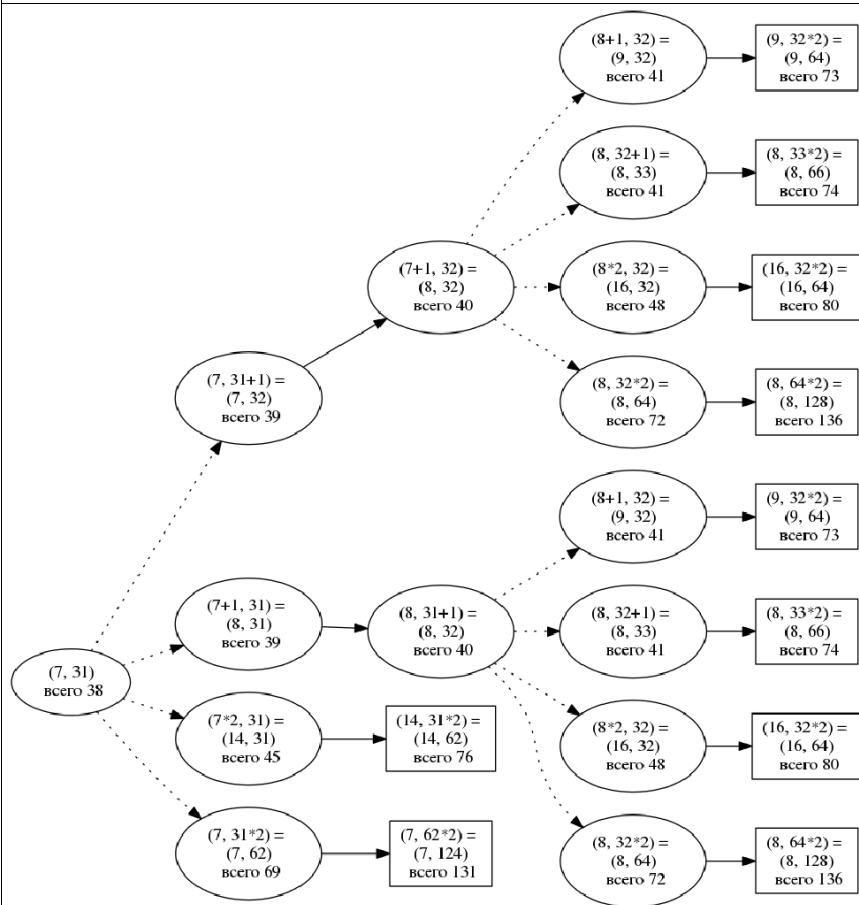 (8+1, 32) =
(9, 32)
всего 41
(9, 32*2) =
(9, 64)
всего 73
(8, 32+1) =
(8, 33)
всего 41
(8, 33*2) =
(8, 66)
всего 74
(7+1, 32) =
(8, 32)
всего 40
(8*2, 32) =
(16, 32)
всего 48
(16, 32*2) =
(16, 64)
всего 80
(7, 31+1) =
(7, 32)
всего 39
(8, 32*2) =
(8, 64)
всего 72
(8, 64*2) =
(8, 128)
всего 136
(8+1, 32) =
(9, 32)
всего 41
(9, 32*2) =
(9, 64)
всего 73
(7+1, 31) =
(8, 31)
всего 39
(8, 31+1) =
(8, 32)
всего 40
(8, 32+1) =
(8, 33)
всего 41
(8, 33*2) =
(8, 66)
всего 74
(7, 31)
всего 38
(7*2, 31) =
(14, 31)
всего 45
(14, 31*2) =
(14, 62)
всего 76
(8*2, 32) =
(16, 32)
всего 48
(16, 32*2) =
(16, 64)
всего 80
(7, 31*2) =
(7, 62)
всего 69
(7, 62*2) =
(7, 124)
всего 131
(8, 32*2) =
(8, 64)
всего 72
(8, 64*2) =
(8, 128)
всего 136